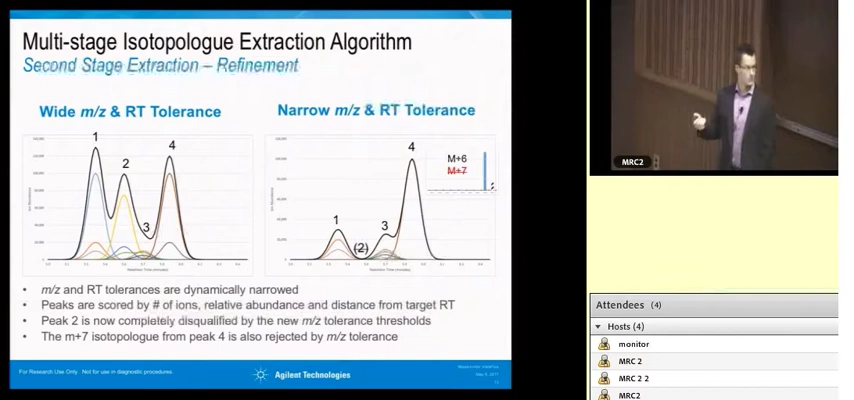 Multi-stage Isotopologue Extraction Algorithm
Second Stage Extraction – Refinement
Wide m/z & RT Tolerance
Narrow m/z & RT Tolerance
1
2
3
4
1
(2)
3
4
M+6
M+7
• m/z and RT tolerances are dynamically narrowed
• Peaks are scored by # of ions, relative abundance and distance from target RT
• Peak 2 is now completely disqualified by the new m/z tolerance thresholds
• The m+7 isotopologue from peak 4 is also rejected by m/z tolerance
For Research Use Only. Not for use in diagnostic procedures.
Agilent Technologies
MRC2
Attendees (4)
Hosts (4)
monitor
MRC 2
MRC 2 2
MRC2